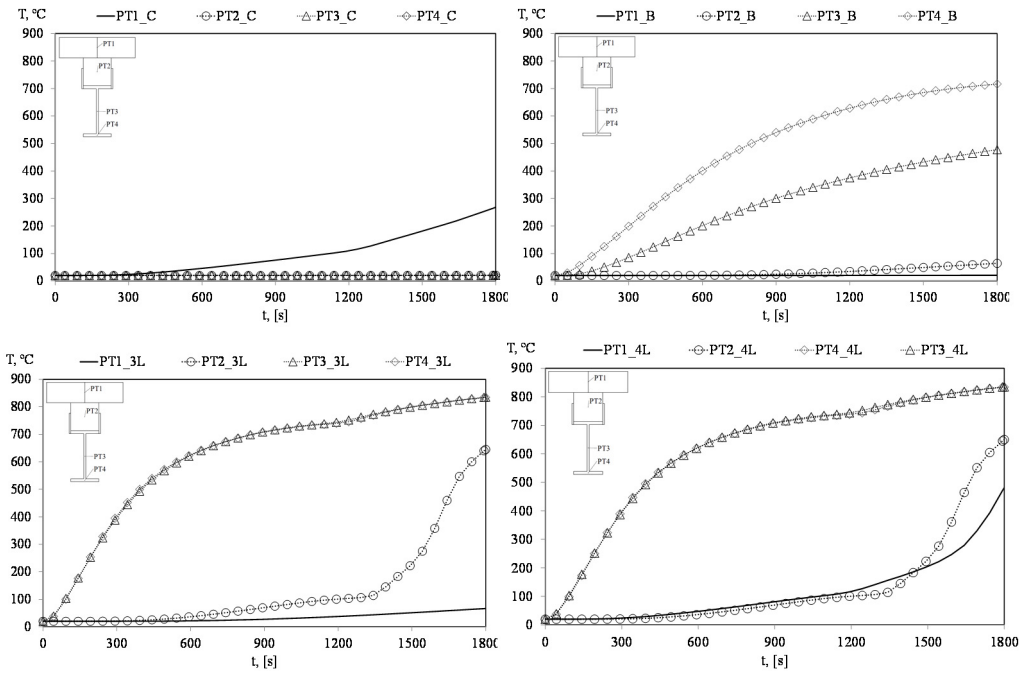 T, ºC PT1_C PT2_C PT3_C PT4_C
900
800
700
600
500
400
300
200
100
0
PT1
PT2
PT3
PT4
0 300 600 900 1200 1500 1800
t, [s]
T, ºC PT1_B PT2_B PT3_B PT4_B
900
800
700
600
500
400
300
200
100
0
PT1
PT2
PT3
PT4
0 300 600 900 1200 1500 1800
t, [s]
T, ºC PT1_3L PT2_3L PT3_3L PT4_3L
900
800
700
600
500
400
300
200
100
0
PT1
PT2
PT3
PT4
0 300 600 900 1200 1500 1800
t, [s]
T, ºC PT1_4L PT2_4L PT4_4L PT3_4L
900
800
700
600
500
400
300
200
100
0
PT1
PT2
PT3
PT4
0 300 600 900 1200 1500 1800
t, [s]